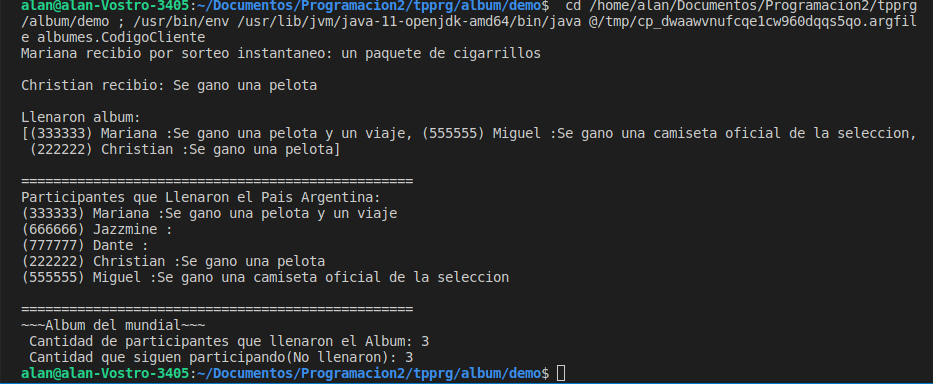 alan@alan-Vostro-3405:~/Documentos/Programacion2/tpprg/album/demo$  cd /home/alan/Documentos/Programacion2/tpprg
/album/demo ; /usr/bin/env /usr/lib/jvm/java-11-openjdk-amd64/bin/java @/tmp/cp_dwaawvnufcqe1cw960dqqs5qo.argfil
e albumes.CodigoCliente
Mariana recibio por sorteo instantaneo: un paquete de cigarrillos
Christian recibio: Se gano una pelota
Llenaron album:
[(333333) Mariana :Se gano una pelota y un viaje, (555555) Miguel :Se gano una camiseta oficial de la seleccion,
 (222222) Christian :Se gano una pelota]
=================================================
Participantes que Llenaron el Pais Argentina:
(333333) Mariana :Se gano una pelota y un viaje
(666666) Jazzmine :
(777777) Dante :
(222222) Christian :Se gano una pelota
(555555) Miguel :Se gano una camiseta oficial de la seleccion
=================================================
~~~Album del mundial~~~
 Cantidad de participantes que llenaron el Album: 3
 Cantidad que siguen participando(No llenaron): 3
alan@alan-Vostro-3405:~/Documentos/Programacion2/tpprg/album/demo$